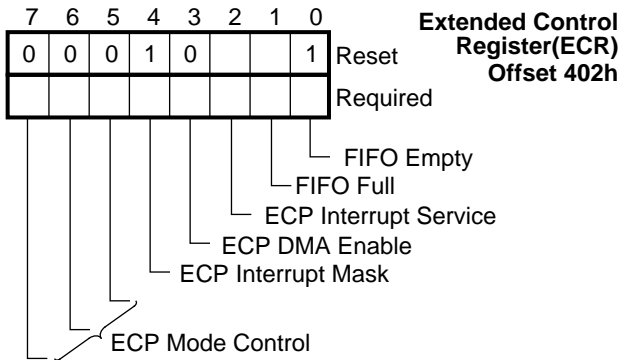 7 6 5 4 3 2 1 0
Extended Control
Register(ECR)
Offset 402h
0 0 0 1 0 1 Reset
Required
FIFO Empty
FIFO Full
ECP Interrupt Service
ECP DMA Enable
ECP Interrupt Mask
ECP Mode Control